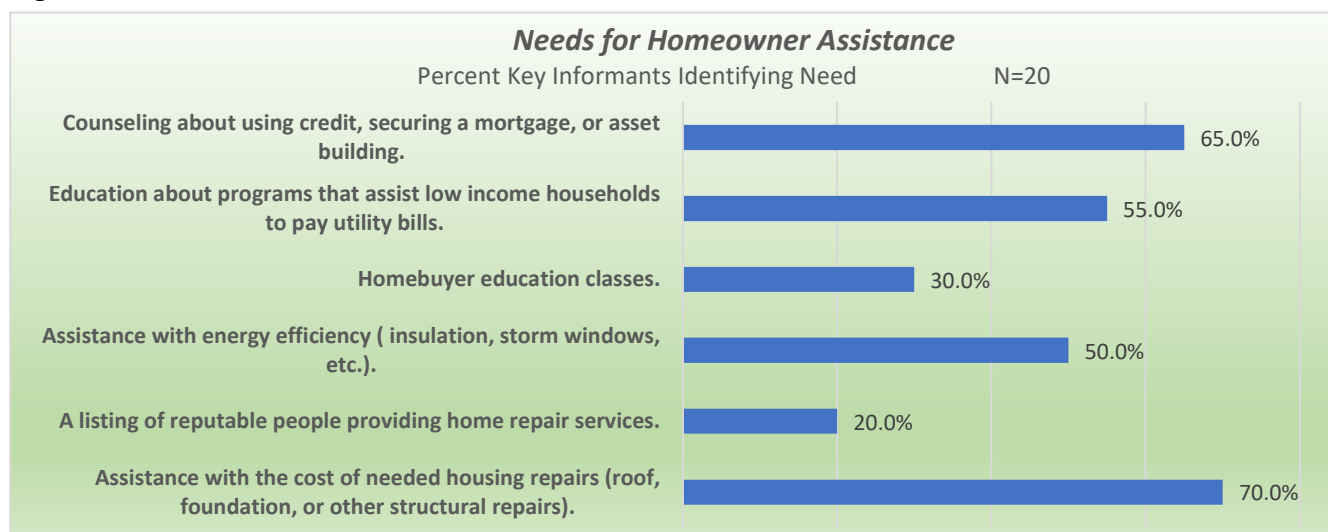 Needs for Homeowner Assistance
Percent Key Informants Identifying Need N=20
Counseling about using credit, securing a mortgage, or asset
building.
65.0%
Education about programs that assist low income households
to pay utility bills.
55.0%
Homebuyer education classes.
30.0%
Assistance with energy efficiency ( insulation, storm windows,
etc.).
50.0%
A listing of reputable people providing home repair services.
20.0%
Assistance with the cost of needed housing repairs (roof,
foundation, or other structural repairs).
70.0%